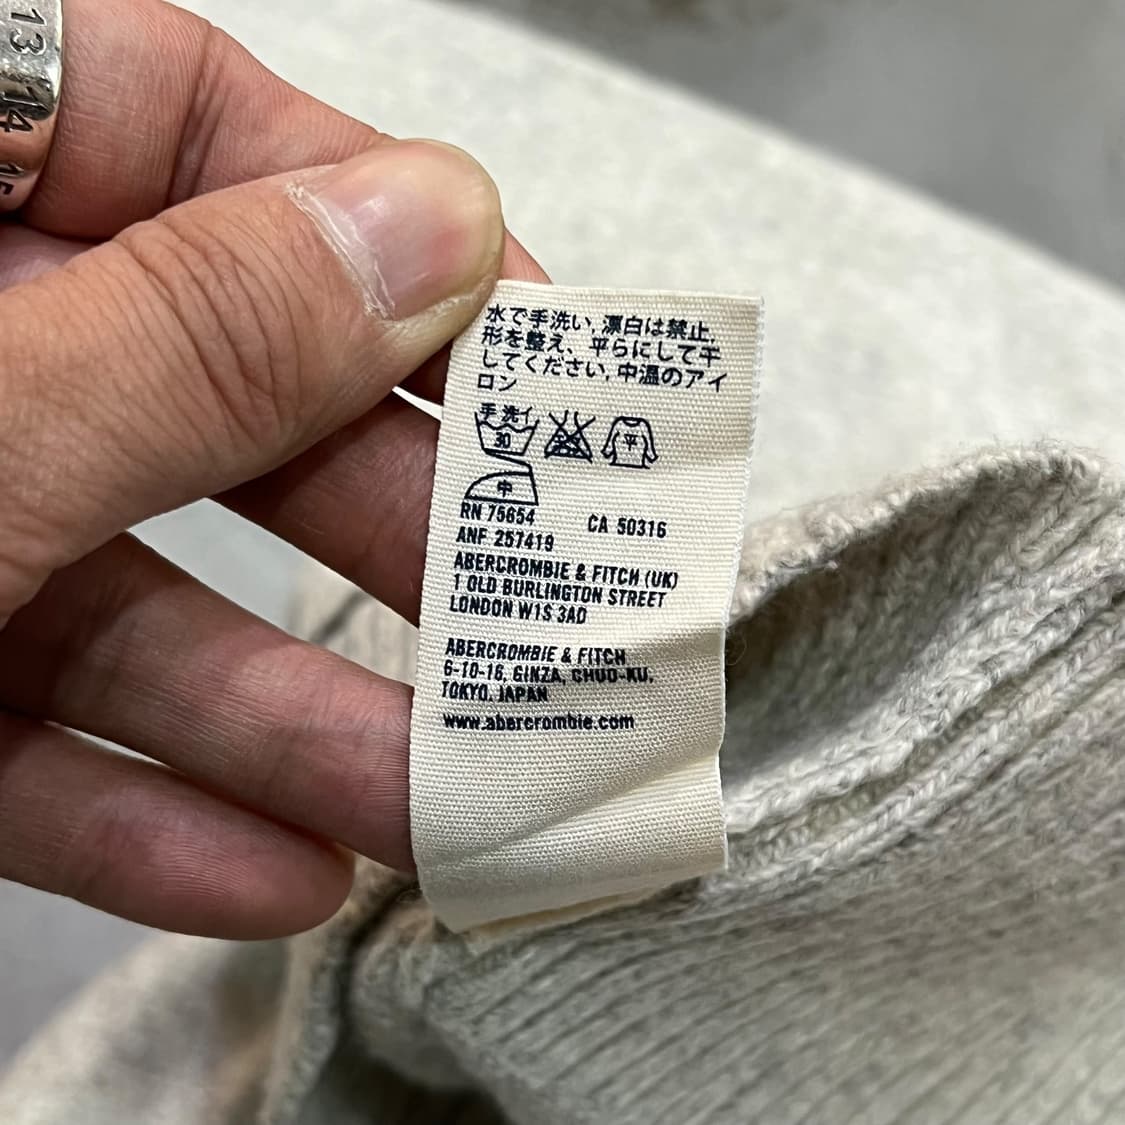 13
14
15
水で手洗い, 漂白は禁止,
形を整え、平らにして干
してください, 中温のアイ
ロン
手洗イ
30
平
中
RN 75654 CA 50316
ANF 257419
ABERCROMBIE & FITCH (UK)
1 OLD BURLINGTON STREET
LONDON W1S 3AD
ABERCROMBIE & FITCH
6-10-16, GINZA, CHUO-KU,
TOKYO, JAPAN
www.abercrombie.com